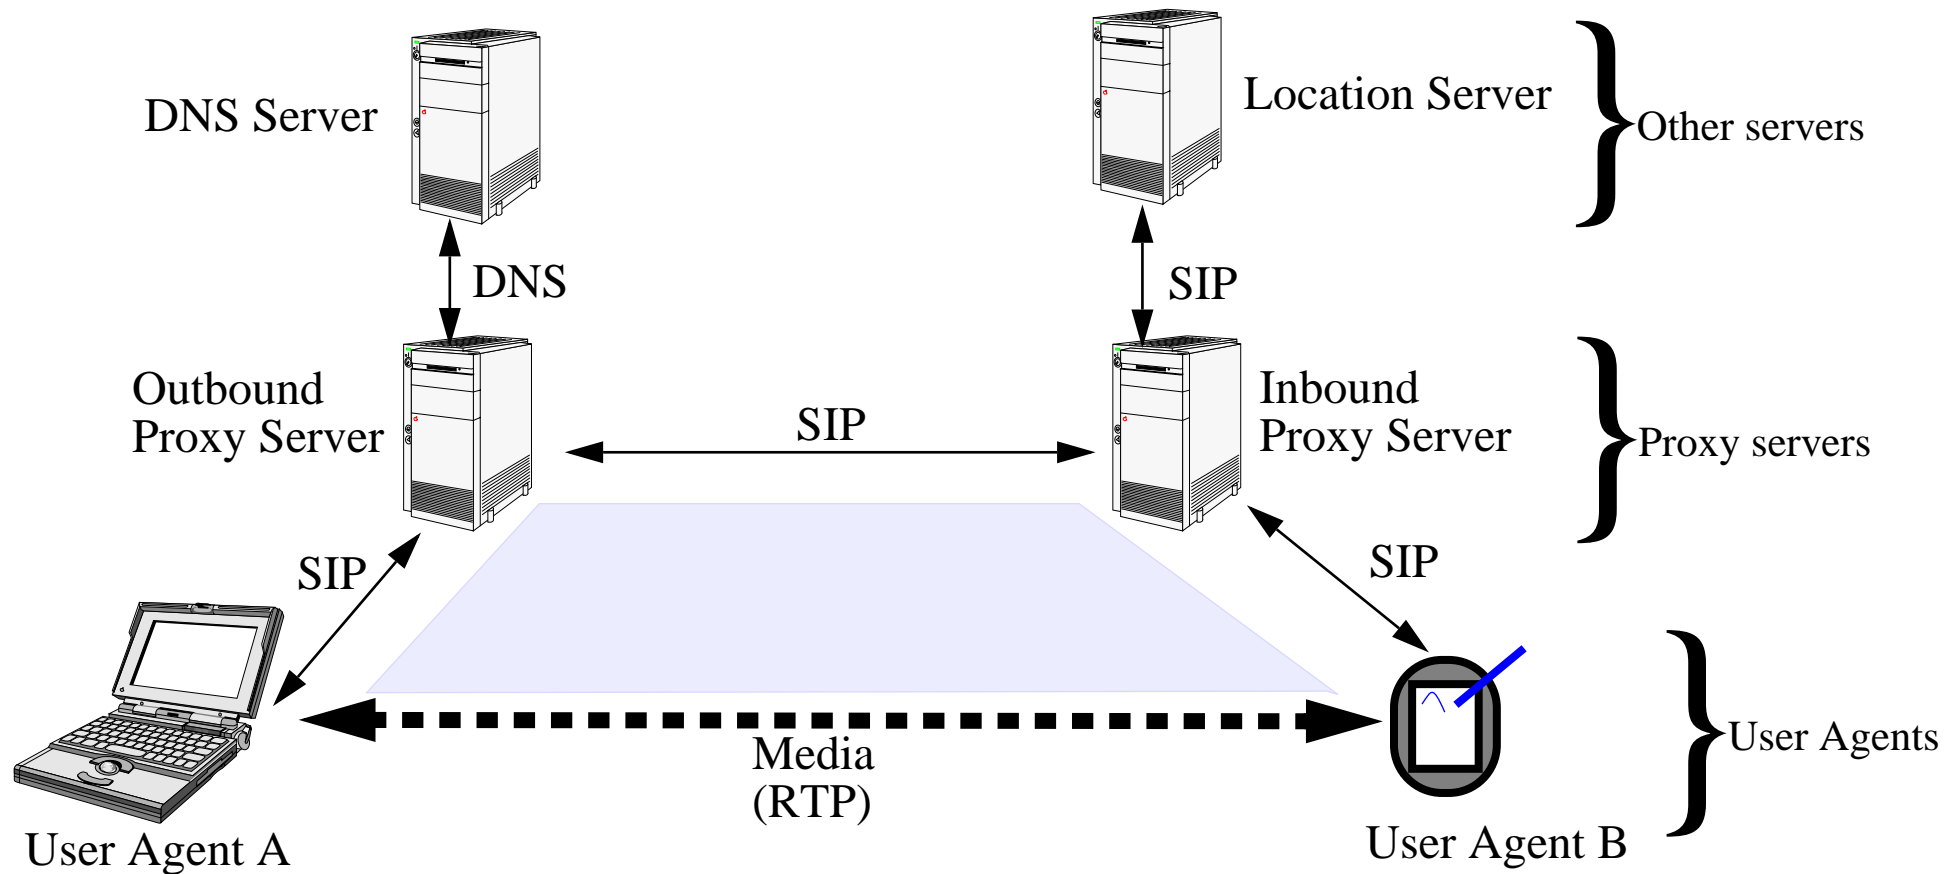 DNS Server
Location Server
Other servers
DNS
SIP
Outbound
Proxy Server
SIP
Inbound
Proxy Server
Proxy servers
SIP
SIP
Media
(RTP)
User Agents
User Agent A
User Agent B